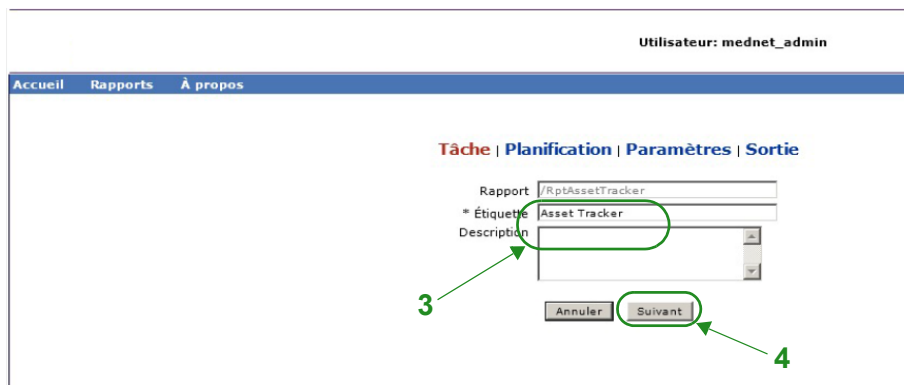 Utilisateur: mednet_admin
Accueil Rapports À propos
Tâche | Planification | Paramètres | Sortie
Rapport /RptAssetTracker
* Étiquette Asset Tracker
Description
3
Annuler Suivant
4